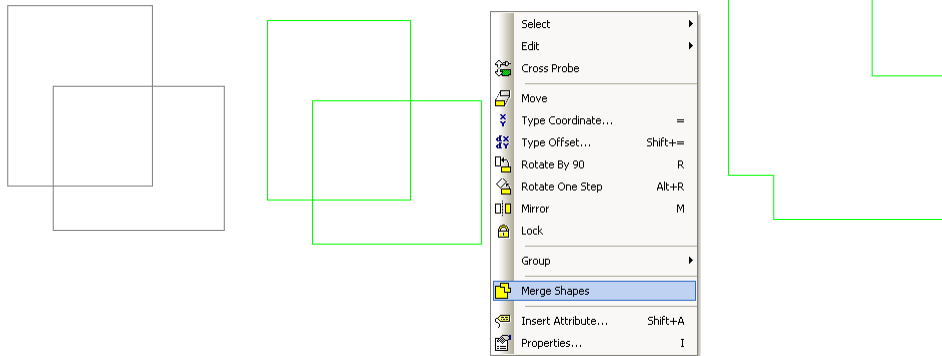 Select
Edit
Cross Probe
Move
Type Coordinate... =
Type Offset... Shift+=
Rotate By 90 R
Rotate One Step Alt+R
Mirror M
Lock
Group
Merge Shapes
Insert Attribute... Shift+A
Properties... I